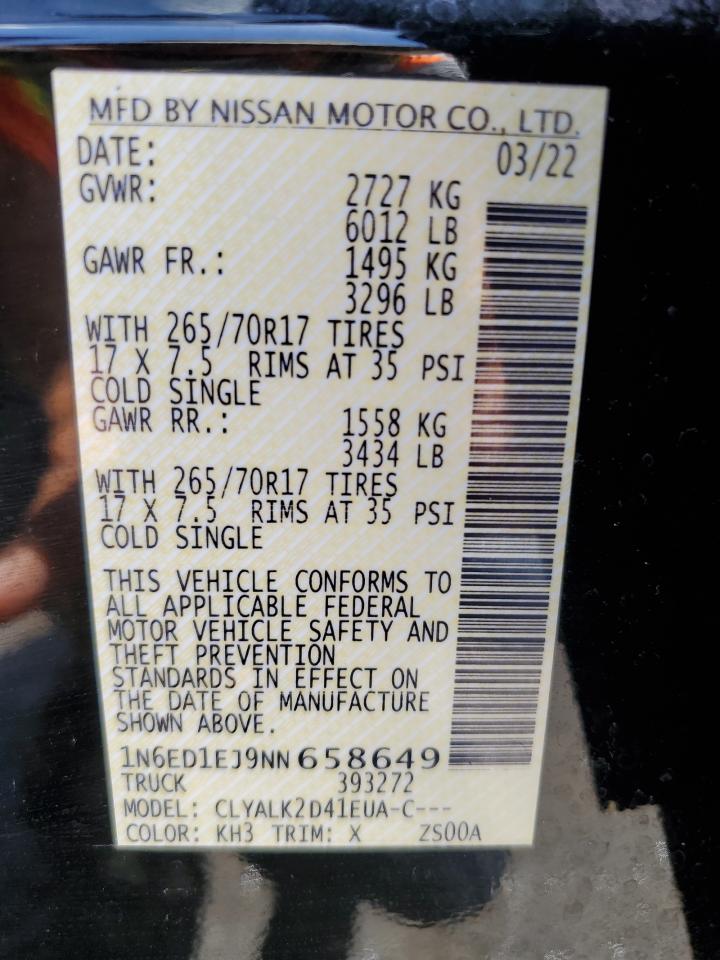 MFD BY NISSAN MOTOR CO., LTD.
DATE: 03/22
GVWR: 2727 KG
6012 LB
GAWR FR.: 1495 KG
3296 LB
WITH 265/70R17 TIRES
17 X 7.5 RIMS AT 35 PSI
COLD SINGLE
GAWR RR.: 1558 KG
3434 LB
WITH 265/70R17 TIRES
17 X 7.5 RIMS AT 35 PSI
COLD SINGLE
THIS VEHICLE CONFORMS TO
ALL APPLICABLE FEDERAL
MOTOR VEHICLE SAFETY AND
THEFT PREVENTION
STANDARDS IN EFFECT ON
THE DATE OF MANUFACTURE
SHOWN ABOVE.
1N6ED1EJ9NN658649
TRUCK 393272
MODEL: CLYALK2D41EUA-C---
COLOR: KH3 TRIM: X ZS00A